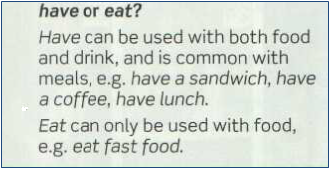 have or eat?
Have can be used with both food
and drink, and is common with
meals, e.g. have a sandwich, have
a coffee, have lunch.
Eat can only be used with food,
e.g. eat fast food.